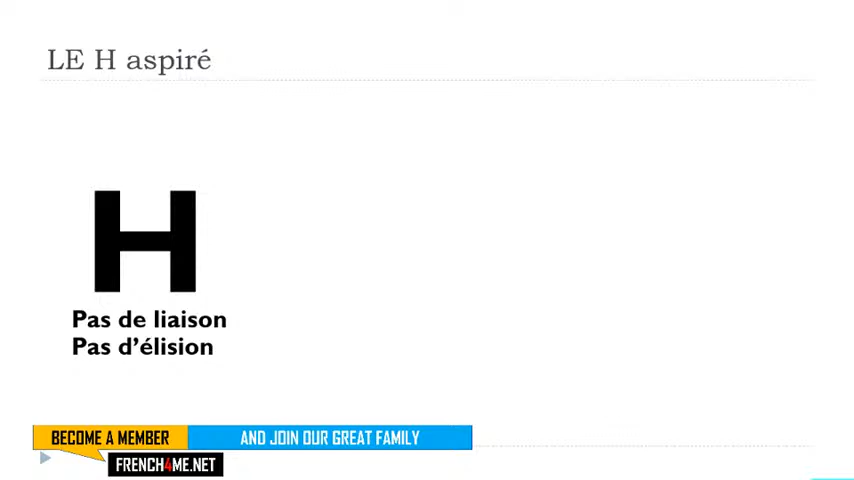 LE H aspiré
H
Pas de liaison
Pas d’élision
BECOME A MEMBER AND JOIN OUR GREAT FAMILY
FRENCH4ME.NET